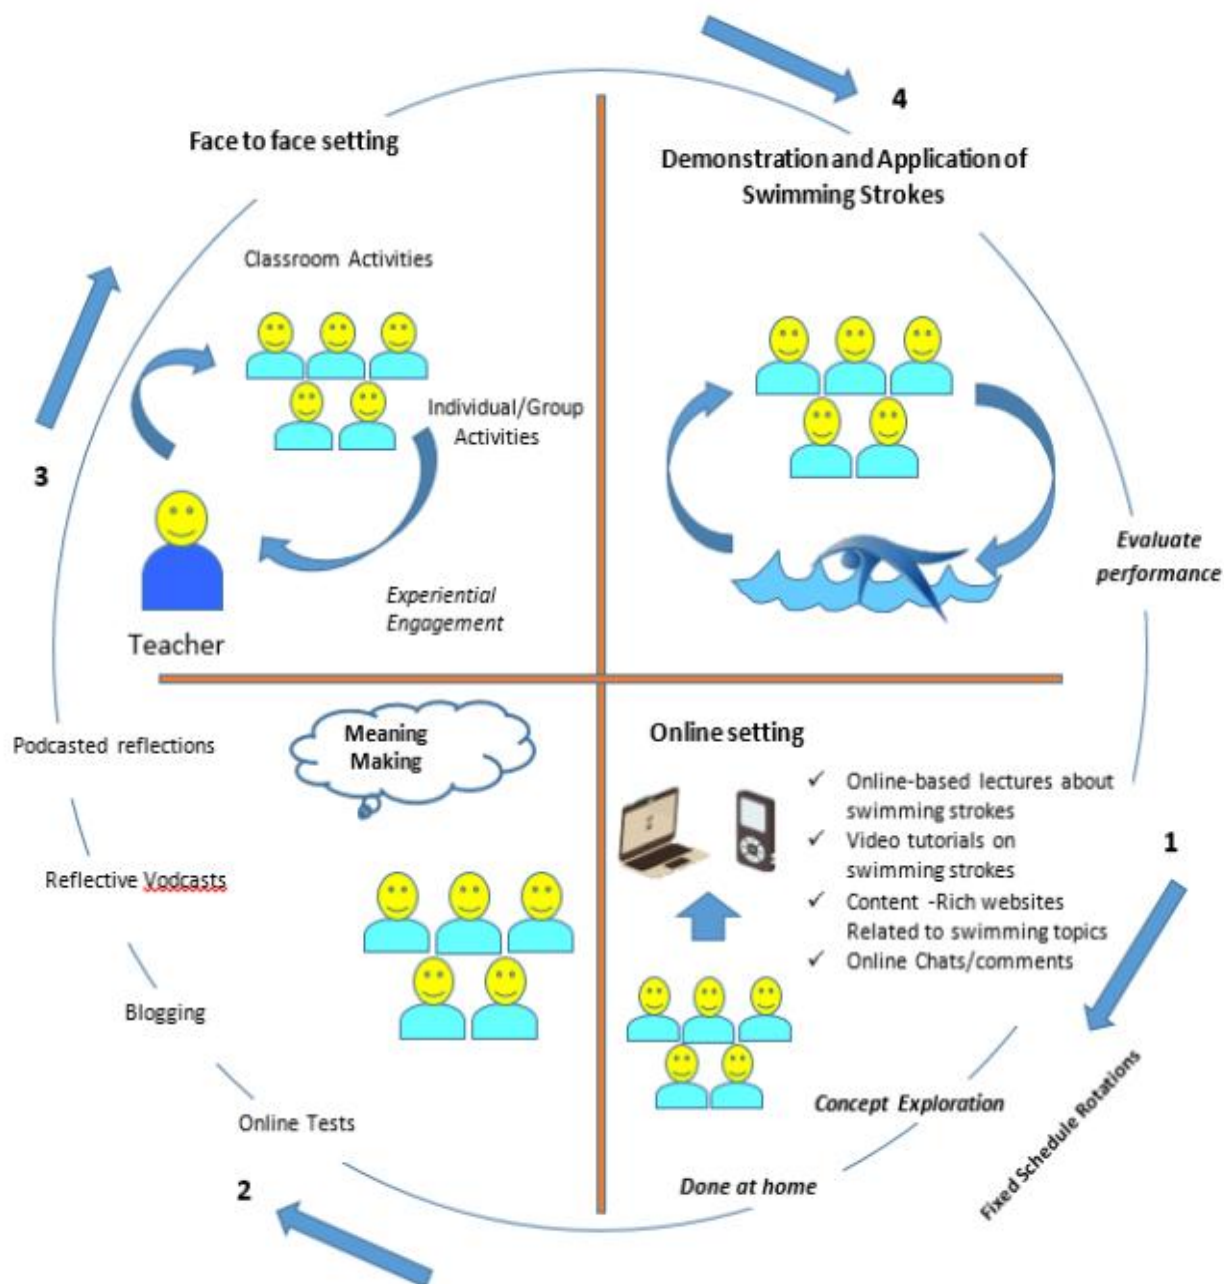 4
Face to face setting
Demonstration and Application of
Swimming Strokes
Classroom Activities
Individual/Group
Activities
3
Evaluate
performance
Experiential
Engagement
Teacher
Meaning
Making
Podcasted reflections
Reflective Vodcasts
Blogging
Online Tests
2
Online setting
✓ Online-based lectures about
swimming strokes
✓ Video tutorials on
swimming strokes
✓ Content -Rich websites
Related to swimming topics
✓ Online Chats/comments
1
Concept Exploration
Done at home
Fixed Schedule Rotations